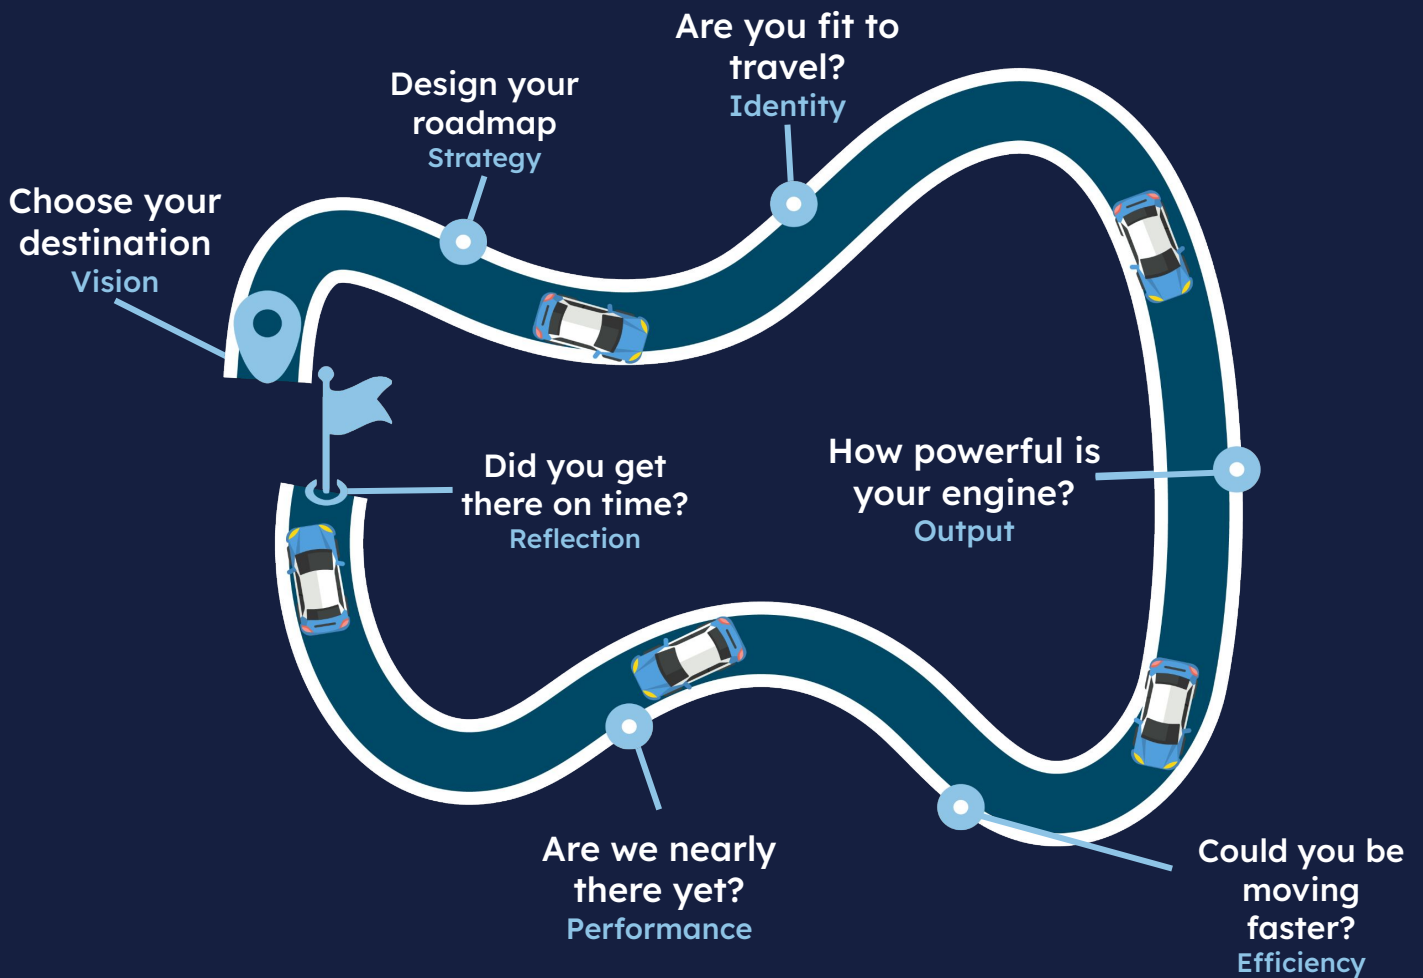 Choose your
destination
Vision
Design your
roadmap
Strategy
Are you fit to
travel?
Identity
How powerful is
your engine?
Output
Could you be
moving
faster?
Efficiency
Are we nearly
there yet?
Performance
Did you get
there on time?
Reflection